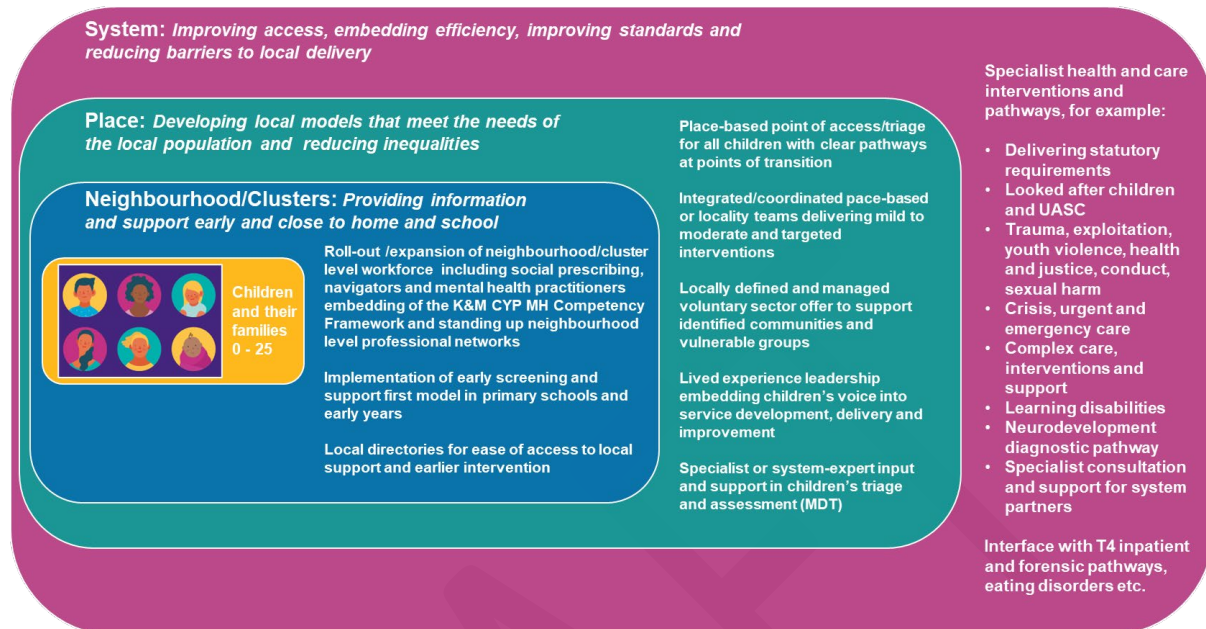 System: Improving access, embedding efficiency, improving standards and
reducing barriers to local delivery
Place: Developing local models that meet the needs of
the local population and reducing inequalities
Neighbourhood/Clusters: Providing information
and support early and close to home and school
Children
and their
families
0 - 25
Roll-out /expansion of neighbourhood/cluster
level workforce including social prescribing,
navigators and mental health practitioners
embedding of the K&M CYP MH Competency
Framework and standing up neighbourhood
level professional networks
Implementation of early screening and
support first model in primary schools and
early years
Local directories for ease of access to local
support and earlier intervention
Place-based point of access/triage
for all children with clear pathways
at points of transition
Integrated/coordinated pace-based
or locality teams delivering mild to
moderate and targeted
interventions
Locally defined and managed
voluntary sector offer to support
identified communities and
vulnerable groups
Lived experience leadership
embedding children's voice into
service development, delivery and
improvement
Specialist or system-expert input
and support in children's triage
and assessment (MDT)
Specialist health and care
interventions and
pathways, for example:
• Delivering statutory
requirements
• Looked after children
and UASC
• Trauma, exploitation,
youth violence, health
and justice, conduct,
sexual harm
• Crisis, urgent and
emergency care
• Complex care,
interventions and
support
• Learning disabilities
• Neurodevelopment
diagnostic pathway
• Specialist consultation
and support for system
partners
Interface with T4 inpatient
and forensic pathways,
eating disorders etc.